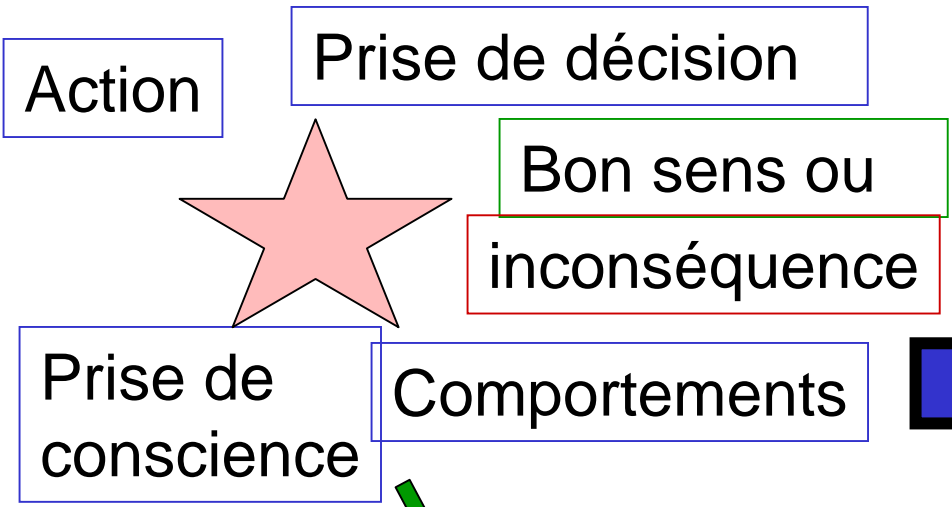 Action
Prise de décision
Bon sens ou
inconséquence
Prise de
conscience
Comportements